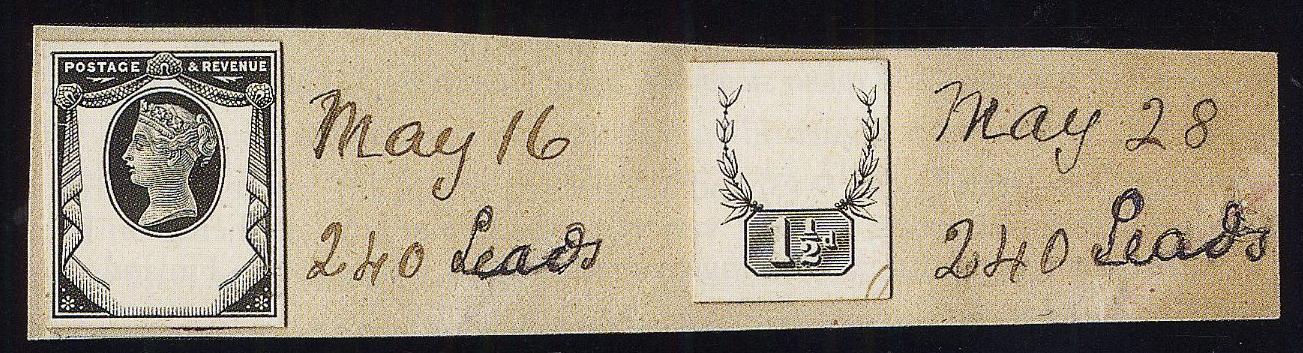 POSTAGE & REVENUE
May 16
240 Leads
1½d
May 28
240 Leads